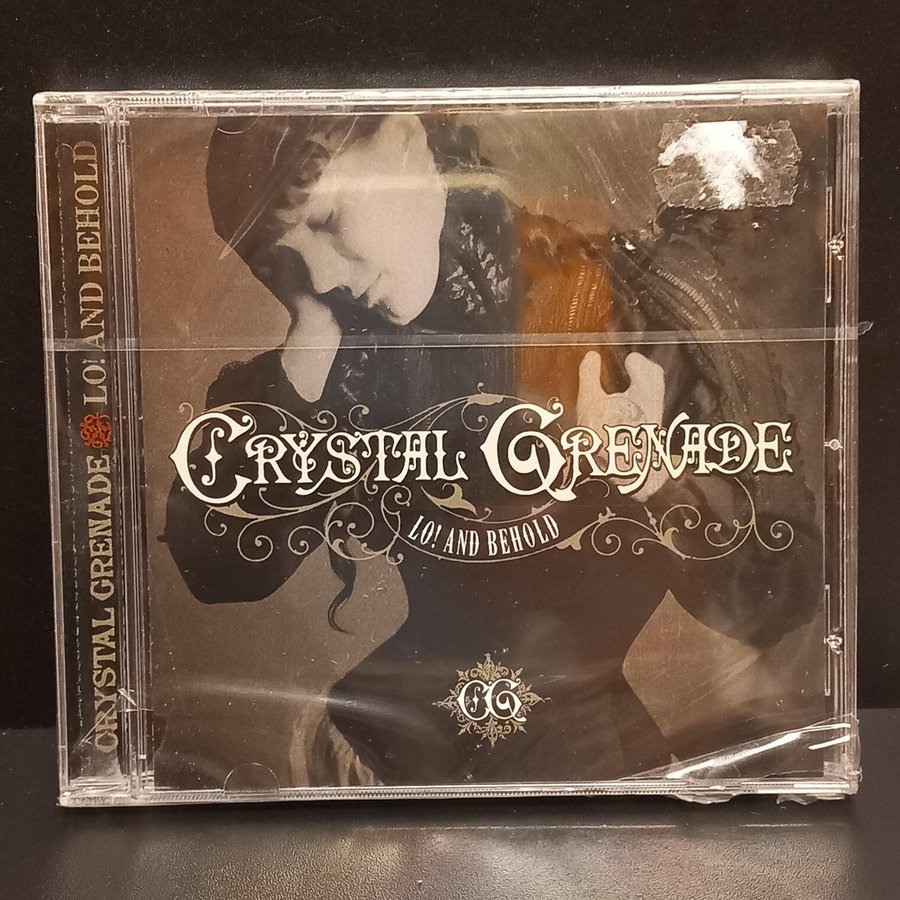 CRYSTAL GRENADE LO! AND BEHOLD
CRYSTAL GRENADE
LO! AND BEHOLD
CG